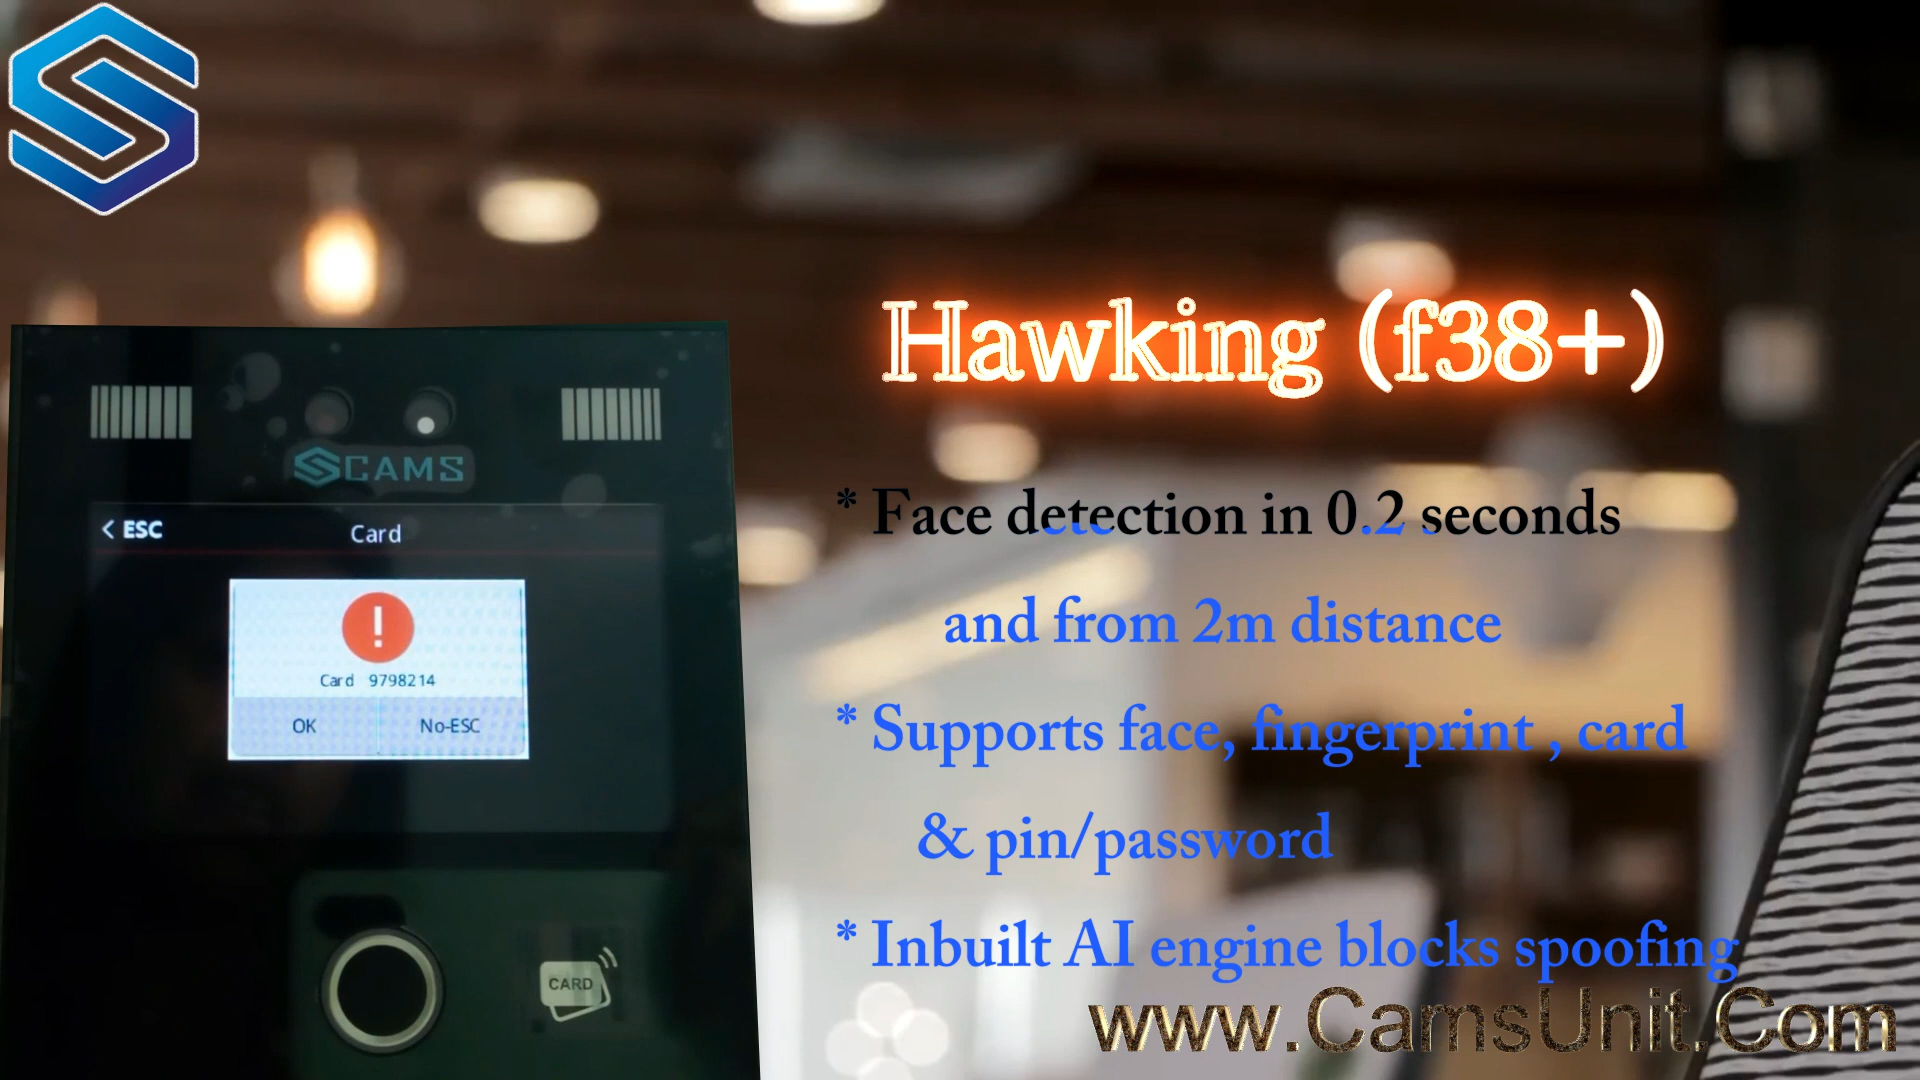 Hawking (f38+)
SCAMS
< ESC
Card
* Face detection in 0.2 seconds
and from 2m distance
Card 9798214
OK
No-ESC
* Supports face, fingerprint , card
& pin/password
* Inbuilt AI engine blocks spoofing
CARD
www.CamsUnit.Com